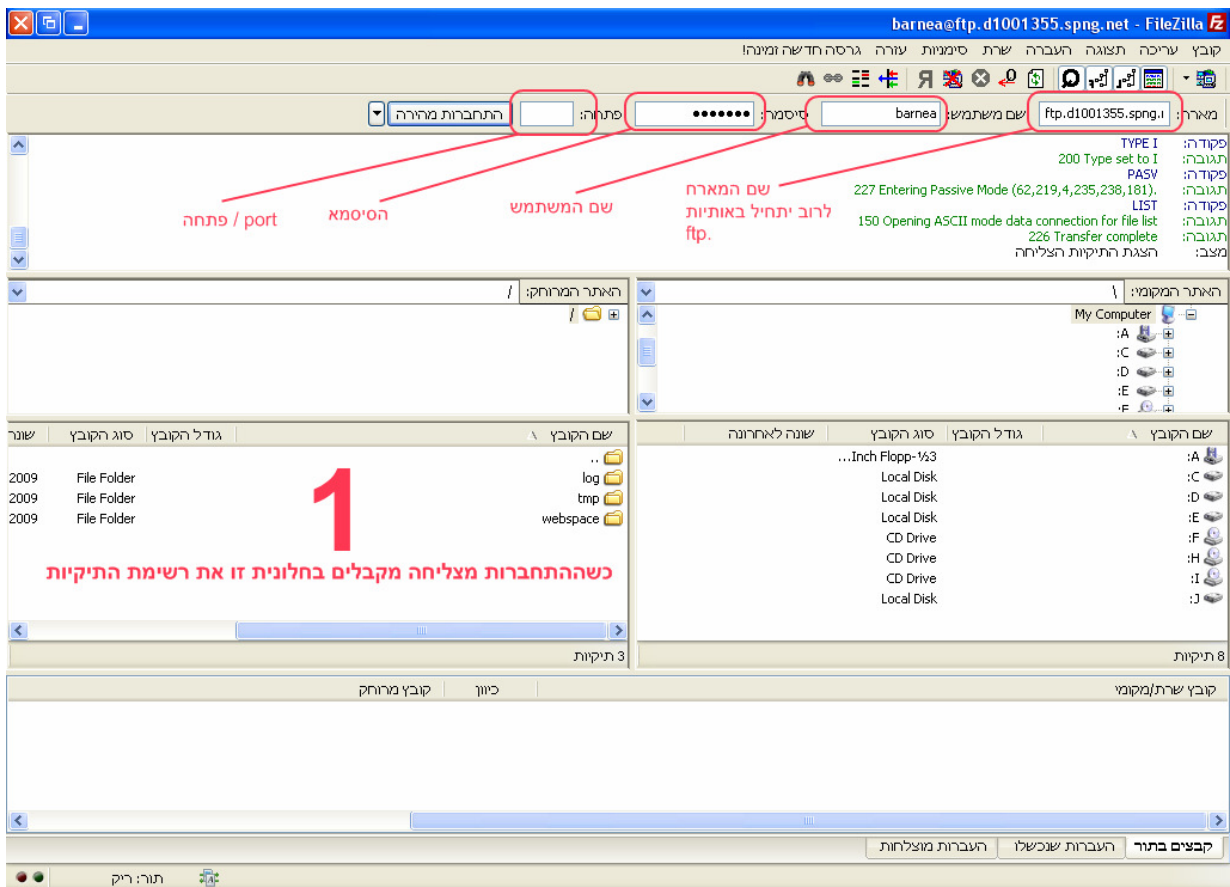 barnea@ftp.d1001355.spng.net - FileZilla
קובץ עריכה תצוגה העברה שרת סימניות עזרה גרסה חדשה זמינה!
מארח: ftp.d1001355.spng.r שם משתמש: barnea סיסמה: ●●●●●●● פתחה: התחברות מהירה
פקודה: TYPE I
תגובה: 200 Type set to I
פקודה: PASV
תגובה: 227 Entering Passive Mode (62,219,4,235,238,181).
פקודה: LIST
תגובה: 150 Opening ASCII mode data connection for file list
תגובה: 226 Transfer complete
מצב: הצגת התיקיות הצליחה
שם המארח
לרוב יתחיל באותיות
ftp.
שם המשתמש
הסיסמא
פתחה / port
האתר המקומי: \
My Computer
A:
C:
D:
E:
F:
האתר המרוחק: /
/
שם הקובץ גודל הקובץ סוג הקובץ שונה לאחרונה
A: 3½-Inch Flopp...
C: Local Disk
D: Local Disk
E: Local Disk
F: CD Drive
H: CD Drive
I: CD Drive
J: Local Disk
8 תיקיות
שם הקובץ גודל הקובץ סוג הקובץ שונה
..
log File Folder 2009
tmp File Folder 2009
webspace File Folder 2009
1
כשההתחברות מצליחה מקבלים בחלונית זו את רשימת התיקיות
3 תיקיות
קובץ שרת/מקומי כיוון קובץ מרוחק
קבצים בתור העברות שנכשלו העברות מוצלחות
תור: ריק